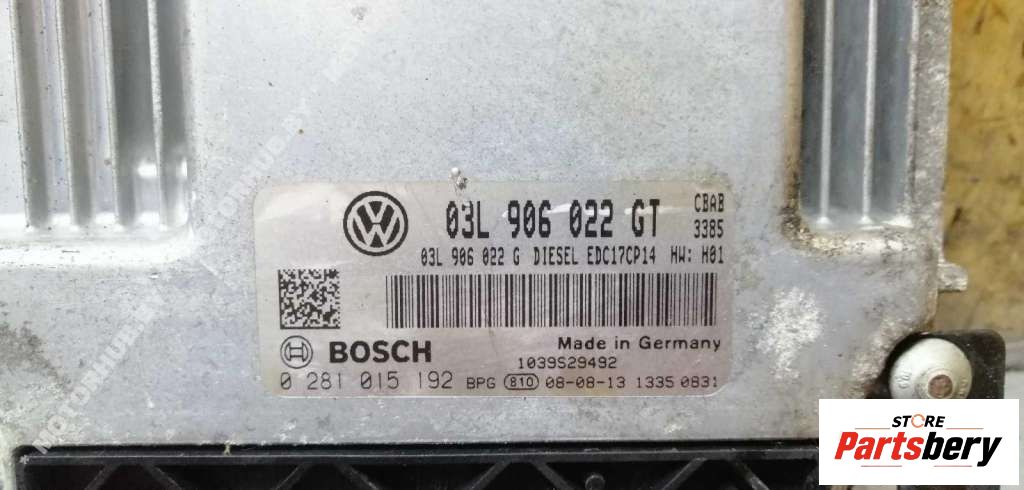 03L 906 022 GT CBAB
3385
03L 906 022 G DIESEL EDC17CP14 HW: H01
Made in Germany
BOSCH
1039S29492
0 281 015 192 BPG 810 08-08-13 1335 0831
STORE
Partsbery